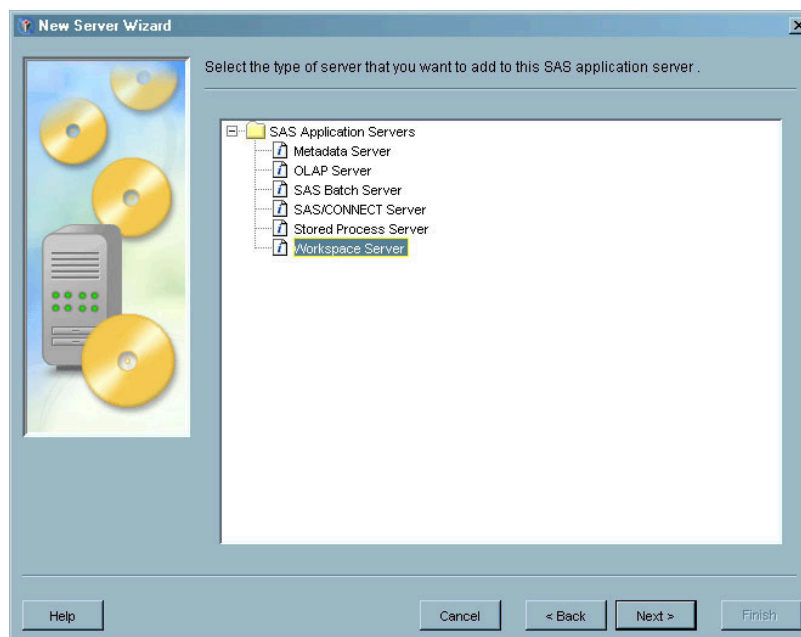 New Server Wizard
Select the type of server that you want to add to this SAS application server .
SAS Application Servers
Metadata Server
OLAP Server
SAS Batch Server
SAS/CONNECT Server
Stored Process Server
Workspace Server
Help
Cancel
< Back
Next >
Finish